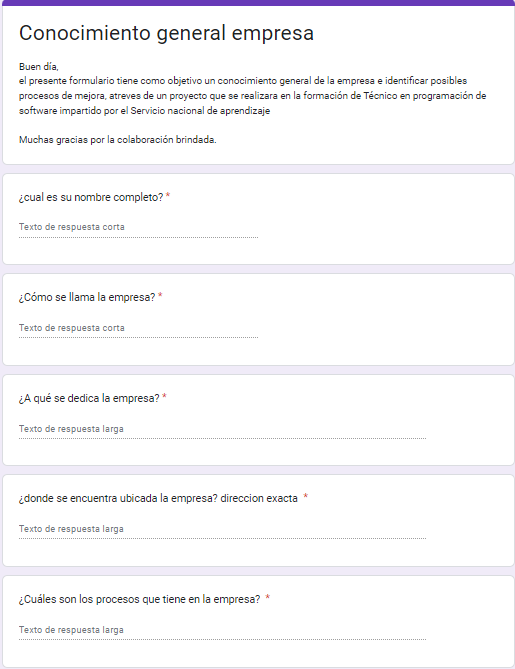 Conocimiento general empresa
Buen día,
el presente formulario tiene como objetivo un conocimiento general de la empresa e identificar posibles
procesos de mejora, atreves de un proyecto que se realizara en la formación de Técnico en programación de
software impartido por el Servicio nacional de aprendizaje
Muchas gracias por la colaboración brindada.
¿cual es su nombre completo? *
Texto de respuesta corta
¿Cómo se llama la empresa? *
Texto de respuesta corta
¿A qué se dedica la empresa? *
Texto de respuesta larga
¿donde se encuentra ubicada la empresa? direccion exacta *
Texto de respuesta larga
¿Cuáles son los procesos que tiene en la empresa? *
Texto de respuesta larga